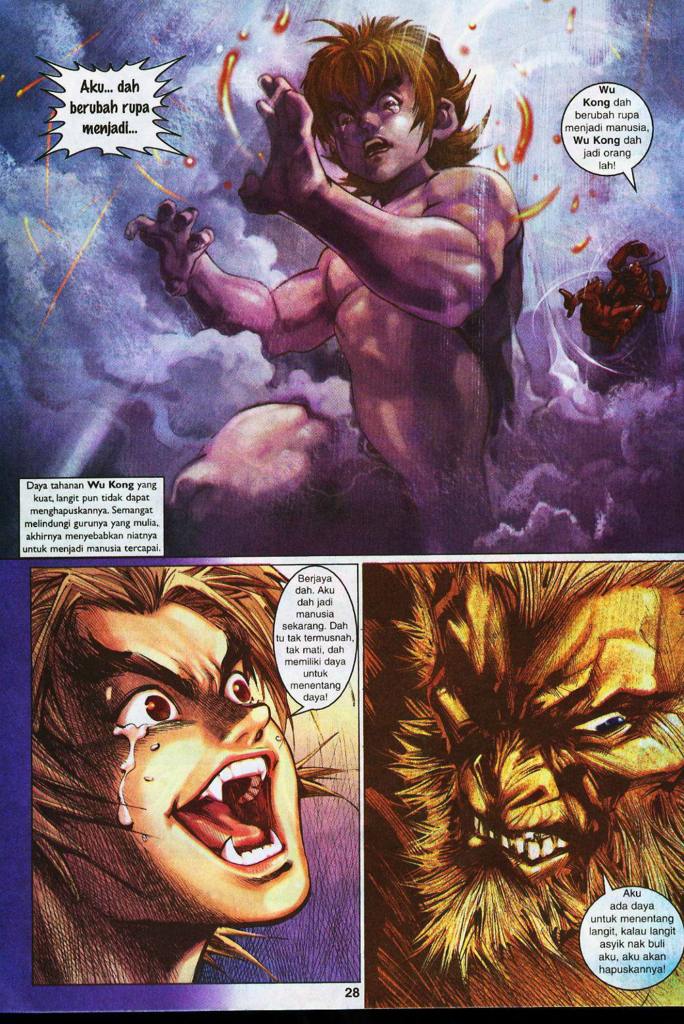 Aku... dah
berubah rupa
menjadi...
Wu
Kong dah
berubah rupa
menjadi manusia,
Wu Kong dah
jadi orang
lah!
Daya tahanan Wu Kong yang
kuat, langit pun tidak dapat
menghapuskannya. Semangat
melindungi gurunya yang mulia,
akhirnya menyebabkan niatnya
untuk menjadi manusia tercapai.
Berjaya
dah. Aku
dah jadi
manusia
sekarang. Dah
tu tak termusnah,
tak mati, dah
memiliki daya
untuk
menentang
daya!
Aku
ada daya
untuk menentang
langit, kalau langit
asyik nak buli
aku, aku akan
hapuskannya!
28